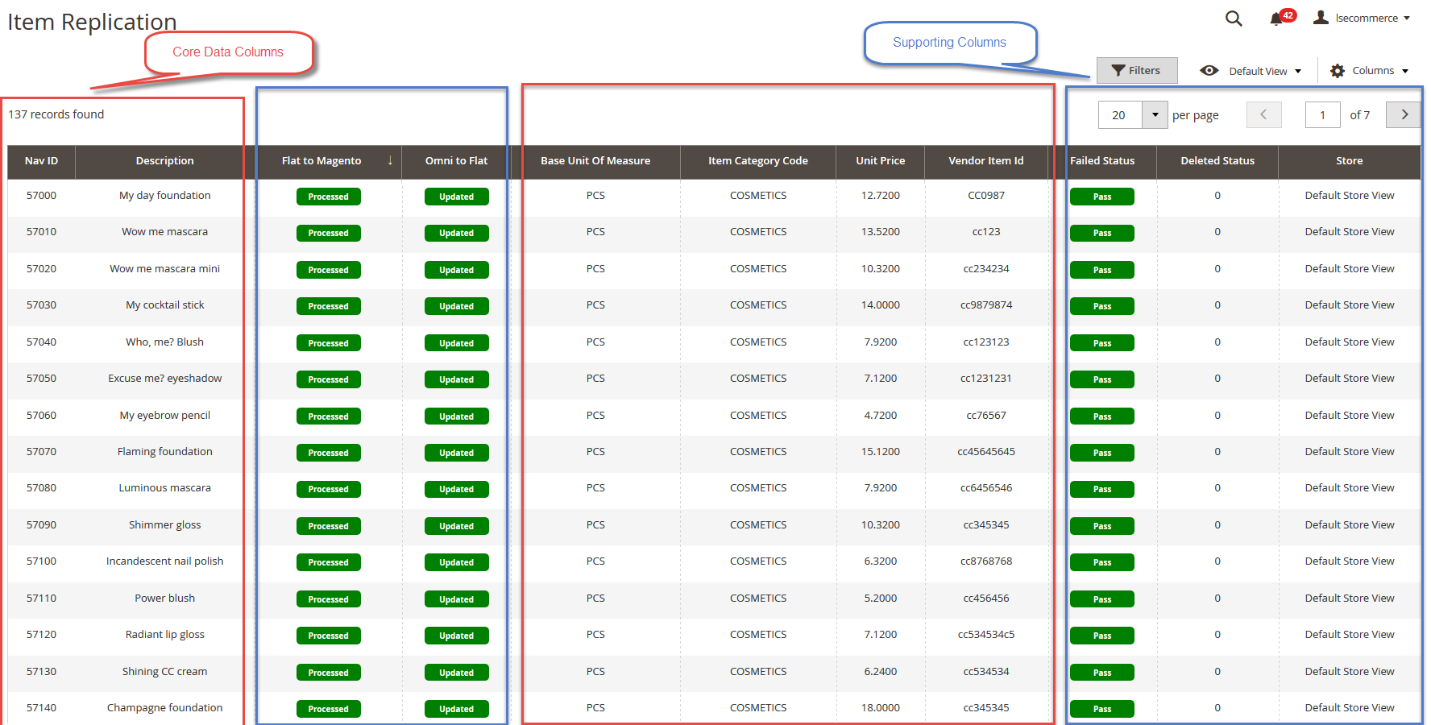 Item Replication
42
lsecommerce
Core Data Columns
Supporting Columns
Filters
Default View
Columns
137 records found
20 per page 1 of 7
Nav ID Description Flat to Magento ↓ Omni to Flat Base Unit Of Measure Item Category Code Unit Price Vendor Item Id Failed Status Deleted Status Store
57000 My day foundation Processed Updated PCS COSMETICS 12.7200 CC0987 Pass 0 Default Store View
57010 Wow me mascara Processed Updated PCS COSMETICS 13.5200 cc123 Pass 0 Default Store View
57020 Wow me mascara mini Processed Updated PCS COSMETICS 10.3200 cc234234 Pass 0 Default Store View
57030 My cocktail stick Processed Updated PCS COSMETICS 14.0000 cc9879874 Pass 0 Default Store View
57040 Who, me? Blush Processed Updated PCS COSMETICS 7.9200 cc123123 Pass 0 Default Store View
57050 Excuse me? eyeshadow Processed Updated PCS COSMETICS 7.1200 cc1231231 Pass 0 Default Store View
57060 My eyebrow pencil Processed Updated PCS COSMETICS 4.7200 cc76567 Pass 0 Default Store View
57070 Flaming foundation Processed Updated PCS COSMETICS 15.1200 cc45645645 Pass 0 Default Store View
57080 Luminous mascara Processed Updated PCS COSMETICS 7.9200 cc6456546 Pass 0 Default Store View
57090 Shimmer gloss Processed Updated PCS COSMETICS 10.3200 cc345345 Pass 0 Default Store View
57100 Incandescent nail polish Processed Updated PCS COSMETICS 6.3200 cc8768768 Pass 0 Default Store View
57110 Power blush Processed Updated PCS COSMETICS 5.2000 cc456456 Pass 0 Default Store View
57120 Radiant lip gloss Processed Updated PCS COSMETICS 7.1200 cc534534c5 Pass 0 Default Store View
57130 Shining CC cream Processed Updated PCS COSMETICS 6.2400 cc534534 Pass 0 Default Store View
57140 Champagne foundation Processed Updated PCS COSMETICS 18.0000 cc345345 Pass 0 Default Store View